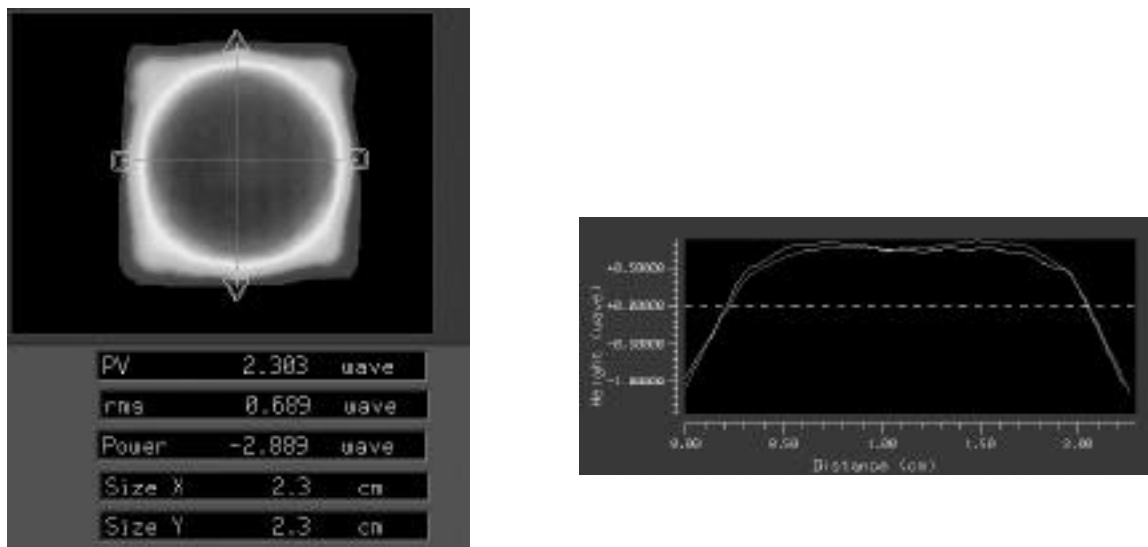 PV 2.303 wave
rms 0.689 wave
Power -2.889 wave
Size X 2.3 cm
Size Y 2.3 cm
Height (wave)
+0.50000
+0.00000
-0.50000
-1.00000
0.00 0.50 1.00 1.50 2.00
Distance (cm)